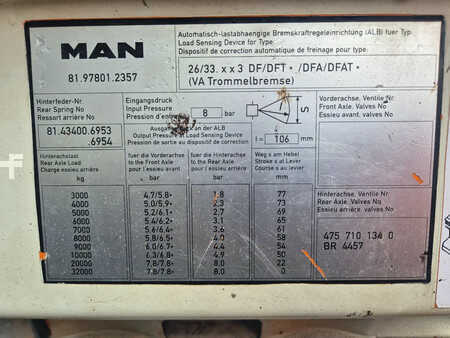 MAN
81.97801.2357
Automatisch-lastabhaengige Bremskraftregeleinrichtung (ALB) fuer Typ
Load Sensing Device for Type
Dispositif de correction automatique de freinage pour type
26/33. x x 3 DF/DFT* /DFA/DFAT*
(VA Trommelbremse)
Hinterfeder-Nr.
Rear Spring No
Ressort arrière No
81.43400.6953
.6954
Eingangsdruck
Input Pressure
Pression d'entrée
8 bar
S
l = 106 mm
Ausgangsdruck an der ALB
Output Pressure at Load Sensing Device
Pression de sortie au dispositif de correction
Vorderachse, Ventile Nr.
Front Axle, Valves No
Essieu avant, valves No
Hinterachslast
Rear Axle Load
Charge essieu arrière
kg
fuer die Vorderachse
to the Front Axle
pour l'essieu avant
bar
fuer die Hinterachse
to the Rear Axle
pour l'essieu arrière
bar
Weg s am Hebel
Stroke s at Lever
Course s au levier
mm
3000 4.7/5,8* 1.8 77
4000 5.0/5,9* 2.3 73
5000 5.2/6,1* 2.7 69
6000 5.4/6,2* 3.1 65
7000 5.6/6,4* 3.6 61
8000 5.8/6,5* 4.0 58
9000 6.0/6,7* 4.4 54
10000 6.3/6,8* 4.9 50
20000 7.8/7,8* 8.0 22
32000 7.8/7,8* 8.0 0
Hinterachse, Ventile Nr.
Rear Axle, Valves No
Essieu arrière, valves No
475 710 134 0
BR 4457